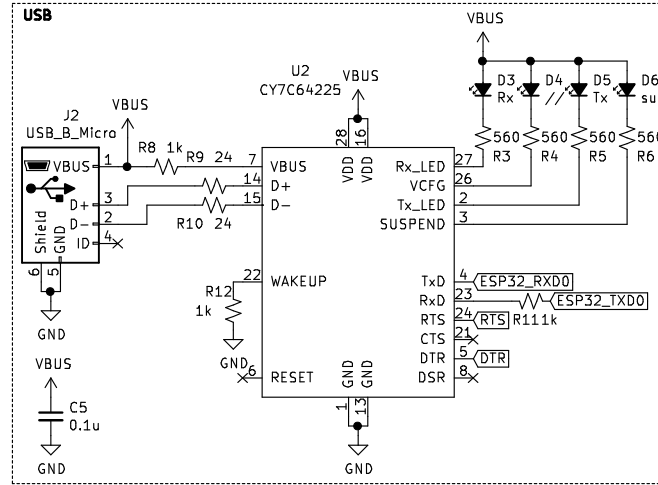 USB
VBUS
U2
CY7C64225
VBUS
D3
Rx
D4
//
D5
Tx
D6
su
J2
USB_B_Micro
VBUS
R8 1k
R9 24
R10 24
560
R3
560
R4
560
R5
560
R6
VBUS 1
D+ 3
D- 2
ID 4
Shield
GND
6
5
GND
28
16
VDD
VDD
7 VBUS
14 D+
15 D-
22 WAKEUP
6 RESET
Rx_LED 27
VCFG 26
Tx_LED 2
SUSPEND 3
TxD 4 ESP32_RXD0
RxD 23 ESP32_TXD0
RTS 24 RTS R11 1k
CTS 21
DTR 5 DTR
DSR 8
GND
GND
1
13
GND
R12
1k
GND
VBUS
C5
0.1u
GND